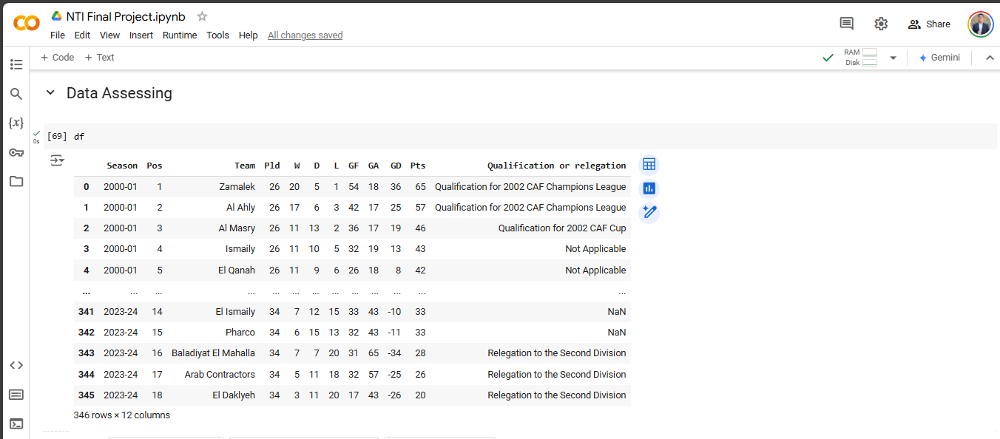 NTI Final Project.ipynb
File Edit View Insert Runtime Tools Help All changes saved
Share
+ Code + Text
RAM
Disk
Gemini
Data Assessing
0s
[69] df
Season Pos Team Pld W D L GF GA GD Pts Qualification or relegation
0 2000-01 1 Zamalek 26 20 5 1 54 18 36 65 Qualification for 2002 CAF Champions League
1 2000-01 2 Al Ahly 26 17 6 3 42 17 25 57 Qualification for 2002 CAF Champions League
2 2000-01 3 Al Masry 26 11 13 2 36 17 19 46 Qualification for 2002 CAF Cup
3 2000-01 4 Ismaily 26 11 10 5 32 19 13 43 Not Applicable
4 2000-01 5 El Qanah 26 11 9 6 26 18 8 42 Not Applicable
... ... ... ... ... ... ... ... ... ... ... ... ...
341 2023-24 14 El Ismaily 34 7 12 15 33 43 -10 33 NaN
342 2023-24 15 Pharco 34 6 15 13 32 43 -11 33 NaN
343 2023-24 16 Baladiyat El Mahalla 34 7 7 20 31 65 -34 28 Relegation to the Second Division
344 2023-24 17 Arab Contractors 34 5 11 18 32 57 -25 26 Relegation to the Second Division
345 2023-24 18 El Daklyeh 34 3 11 20 17 43 -26 20 Relegation to the Second Division
346 rows × 12 columns